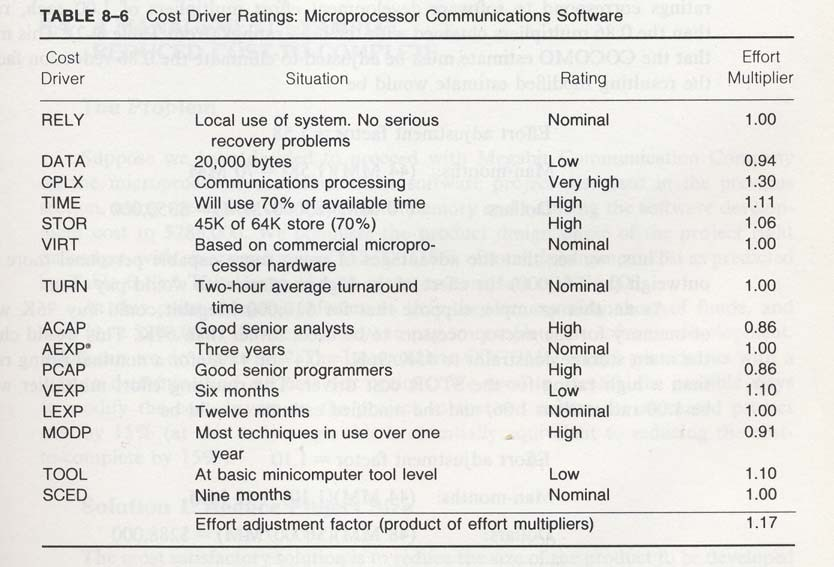 TABLE 8–6 Cost Driver Ratings: Microprocessor Communications Software
Cost Driver Situation Rating Effort Multiplier
RELY Local use of system. No serious Nominal 1.00
recovery problems
DATA 20,000 bytes Low 0.94
CPLX Communications processing Very high 1.30
TIME Will use 70% of available time High 1.11
STOR 45K of 64K store (70%) High 1.06
VIRT Based on commercial micropro- Nominal 1.00
cessor hardware
TURN Two-hour average turnaround Nominal 1.00
time
ACAP Good senior analysts High 0.86
AEXP* Three years Nominal 1.00
PCAP Good senior programmers High 0.86
VEXP Six months Low 1.10
LEXP Twelve months Nominal 1.00
MODP Most techniques in use over one High 0.91
year
TOOL At basic minicomputer tool level Low 1.10
SCED Nine months Nominal 1.00
Effort adjustment factor (product of effort multipliers) 1.17